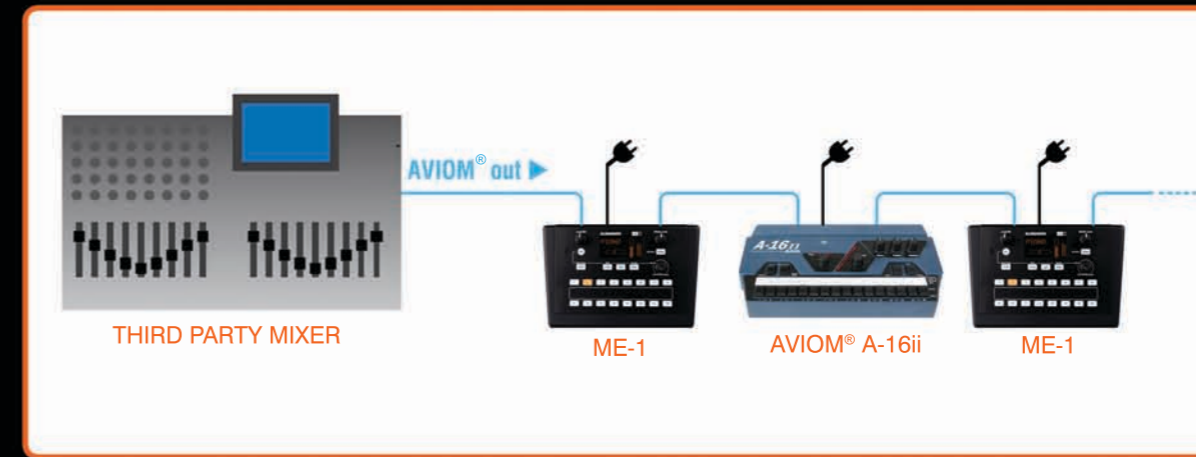 AVIOM® out ►
A-16II
THIRD PARTY MIXER
ME-1
AVIOM® A-16ii
ME-1